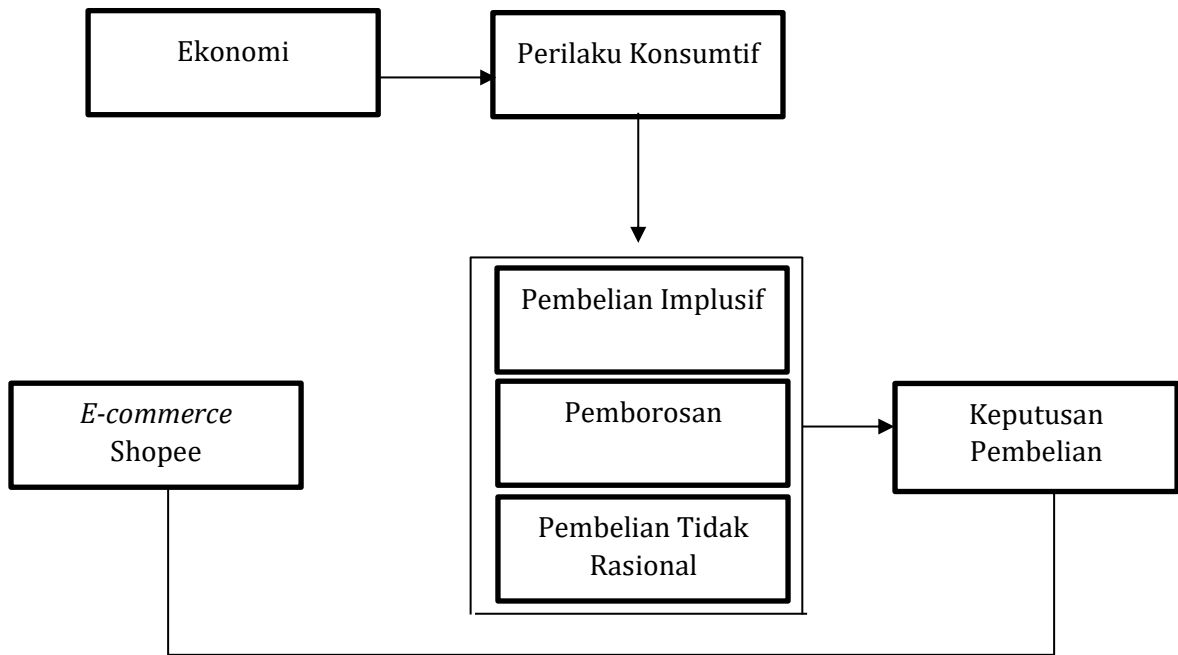 Ekonomi
Perilaku Konsumtif
Pembelian Implusif
Pemborosan
Pembelian Tidak
Rasional
E-commerce
Shopee
Keputusan
Pembelian